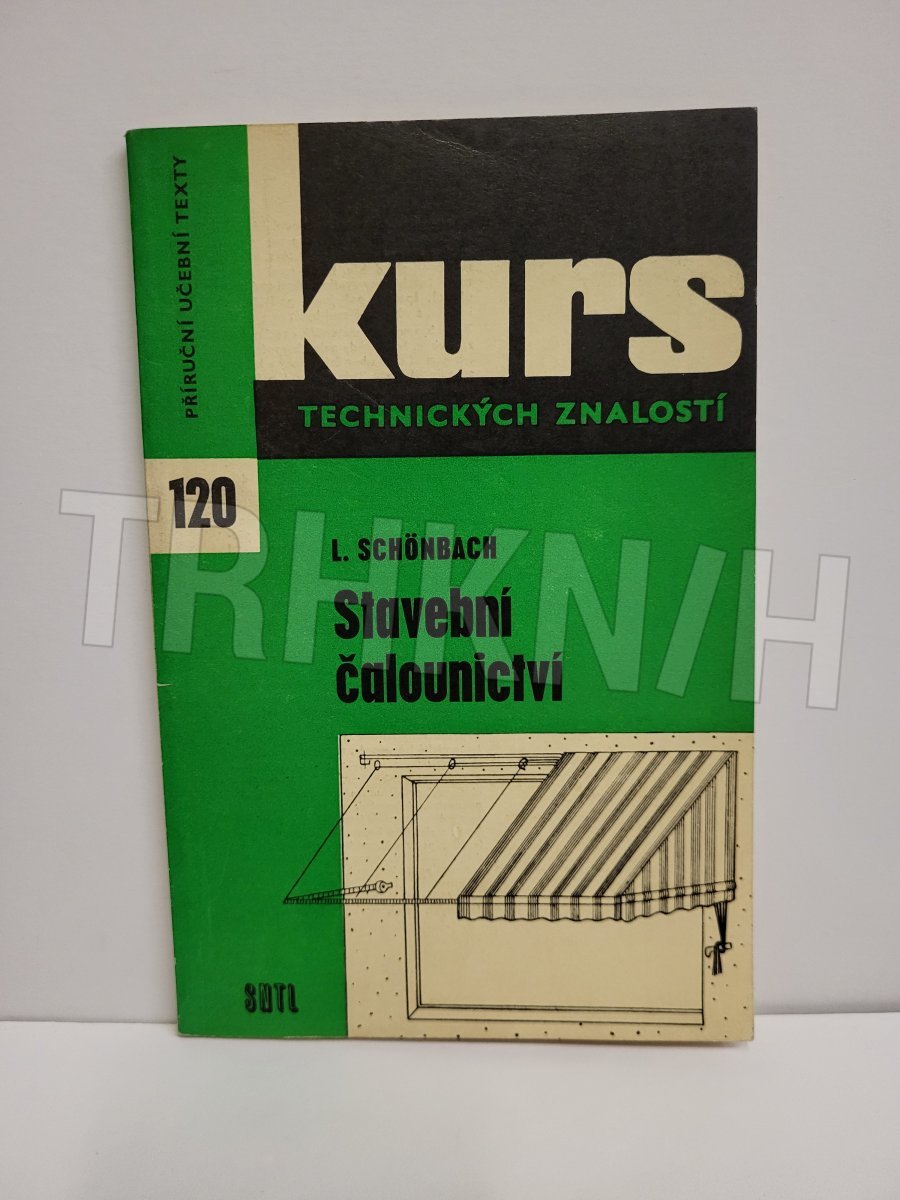 PŘÍRUČNÍ UČEBNÍ TEXTY
kurs
TECHNICKÝCH ZNALOSTÍ
120
L. SCHÖNBACH
Stavební
čalounictví
SNTL
TRHKNIH